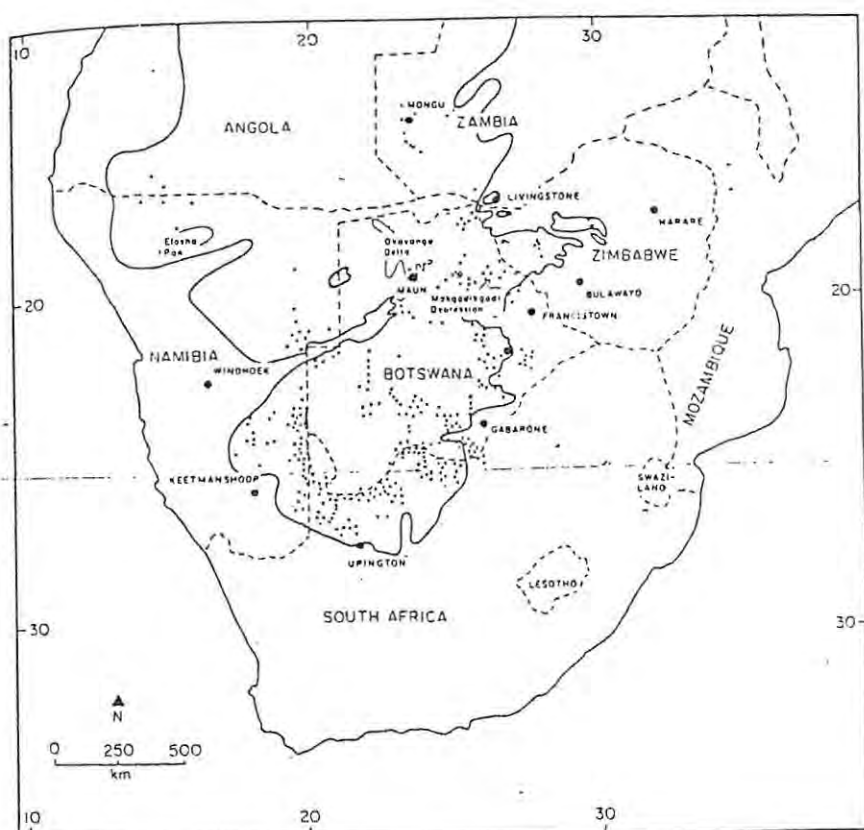 10 20 30
MONGU
ANGOLA
ZAMBIA
LIVINGSTONE
HARARE
Etosha
Pan
Okavango
Delta
ZIMBABWE
MAUN
Makgadikgadi
Depression
BULAWAYO
FRANCISTOWN
20 20
NAMIBIA
WINDHOEK
BOTSWANA
MOZAMBIQUE
GABARONE
KEETMANSHOOP
SWAZI-
LAND
UPINGTON
LESOTHO
SOUTH AFRICA
30 30
N
0 250 500
km
10 20 30